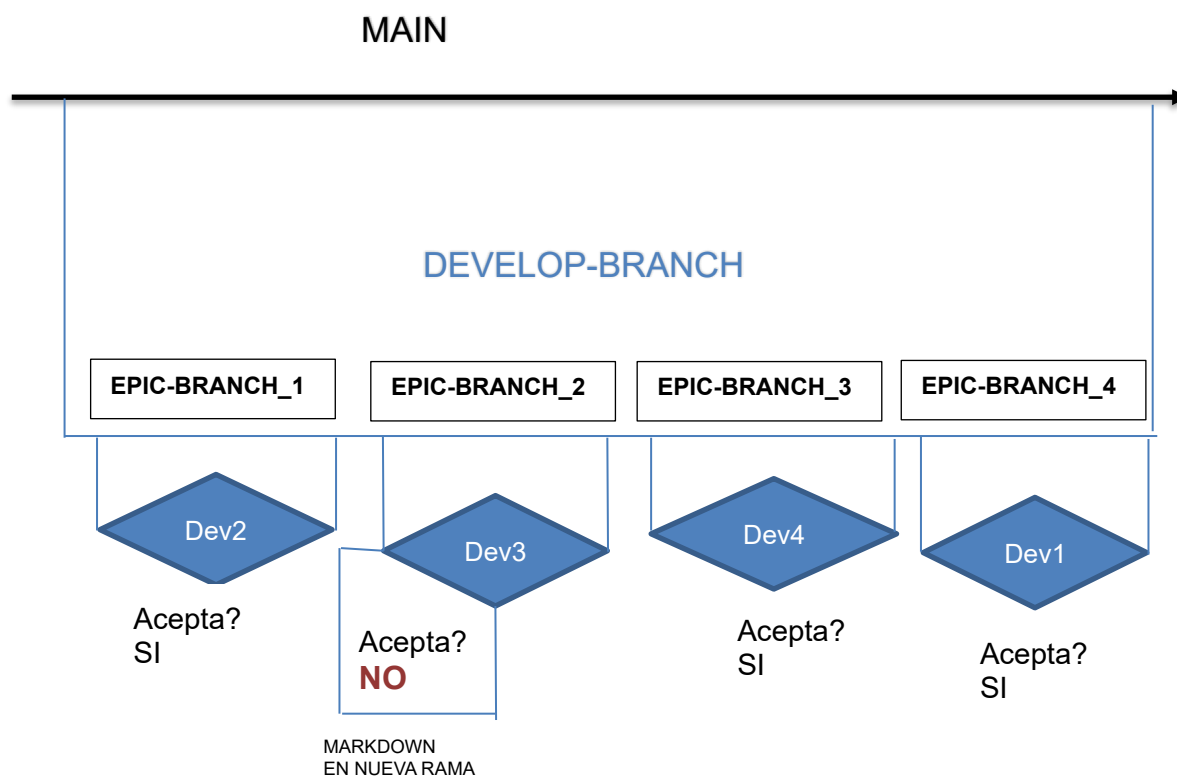 MAIN
DEVELOP-BRANCH
EPIC-BRANCH_1
EPIC-BRANCH_2
EPIC-BRANCH_3
EPIC-BRANCH_4
Dev2
Dev3
Dev4
Dev1
Acepta?
SI
Acepta?
NO
Acepta?
SI
Acepta?
SI
MARKDOWN
EN NUEVA RAMA